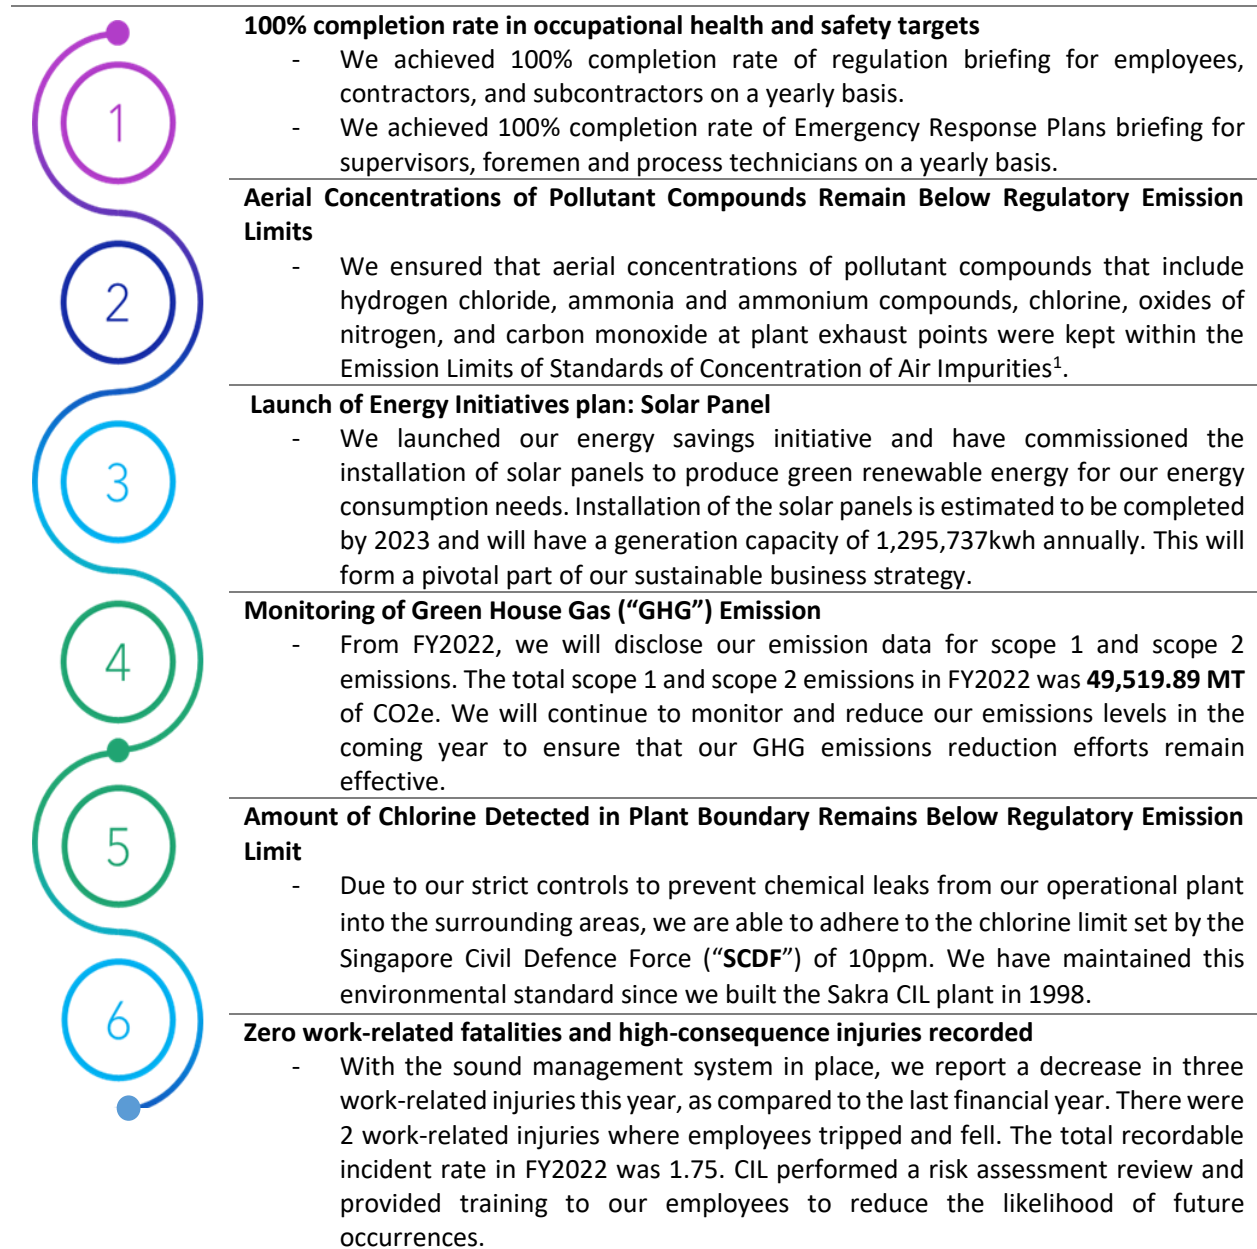 1
100% completion rate in occupational health and safety targets
- We achieved 100% completion rate of regulation briefing for employees,
contractors, and subcontractors on a yearly basis.
- We achieved 100% completion rate of Emergency Response Plans briefing for
supervisors, foremen and process technicians on a yearly basis.
2
Aerial Concentrations of Pollutant Compounds Remain Below Regulatory Emission
Limits
- We ensured that aerial concentrations of pollutant compounds that include
hydrogen chloride, ammonia and ammonium compounds, chlorine, oxides of
nitrogen, and carbon monoxide at plant exhaust points were kept within the
Emission Limits of Standards of Concentration of Air Impurities¹.
3
Launch of Energy Initiatives plan: Solar Panel
- We launched our energy savings initiative and have commissioned the
installation of solar panels to produce green renewable energy for our energy
consumption needs. Installation of the solar panels is estimated to be completed
by 2023 and will have a generation capacity of 1,295,737kwh annually. This will
form a pivotal part of our sustainable business strategy.
4
Monitoring of Green House Gas (“GHG”) Emission
- From FY2022, we will disclose our emission data for scope 1 and scope 2
emissions. The total scope 1 and scope 2 emissions in FY2022 was 49,519.89 MT
of CO2e. We will continue to monitor and reduce our emissions levels in the
coming year to ensure that our GHG emissions reduction efforts remain
effective.
5
Amount of Chlorine Detected in Plant Boundary Remains Below Regulatory Emission
Limit
- Due to our strict controls to prevent chemical leaks from our operational plant
into the surrounding areas, we are able to adhere to the chlorine limit set by the
Singapore Civil Defence Force (“SCDF”) of 10ppm. We have maintained this
environmental standard since we built the Sakra CIL plant in 1998.
6
Zero work-related fatalities and high-consequence injuries recorded
- With the sound management system in place, we report a decrease in three
work-related injuries this year, as compared to the last financial year. There were
2 work-related injuries where employees tripped and fell. The total recordable
incident rate in FY2022 was 1.75. CIL performed a risk assessment review and
provided training to our employees to reduce the likelihood of future
occurrences.